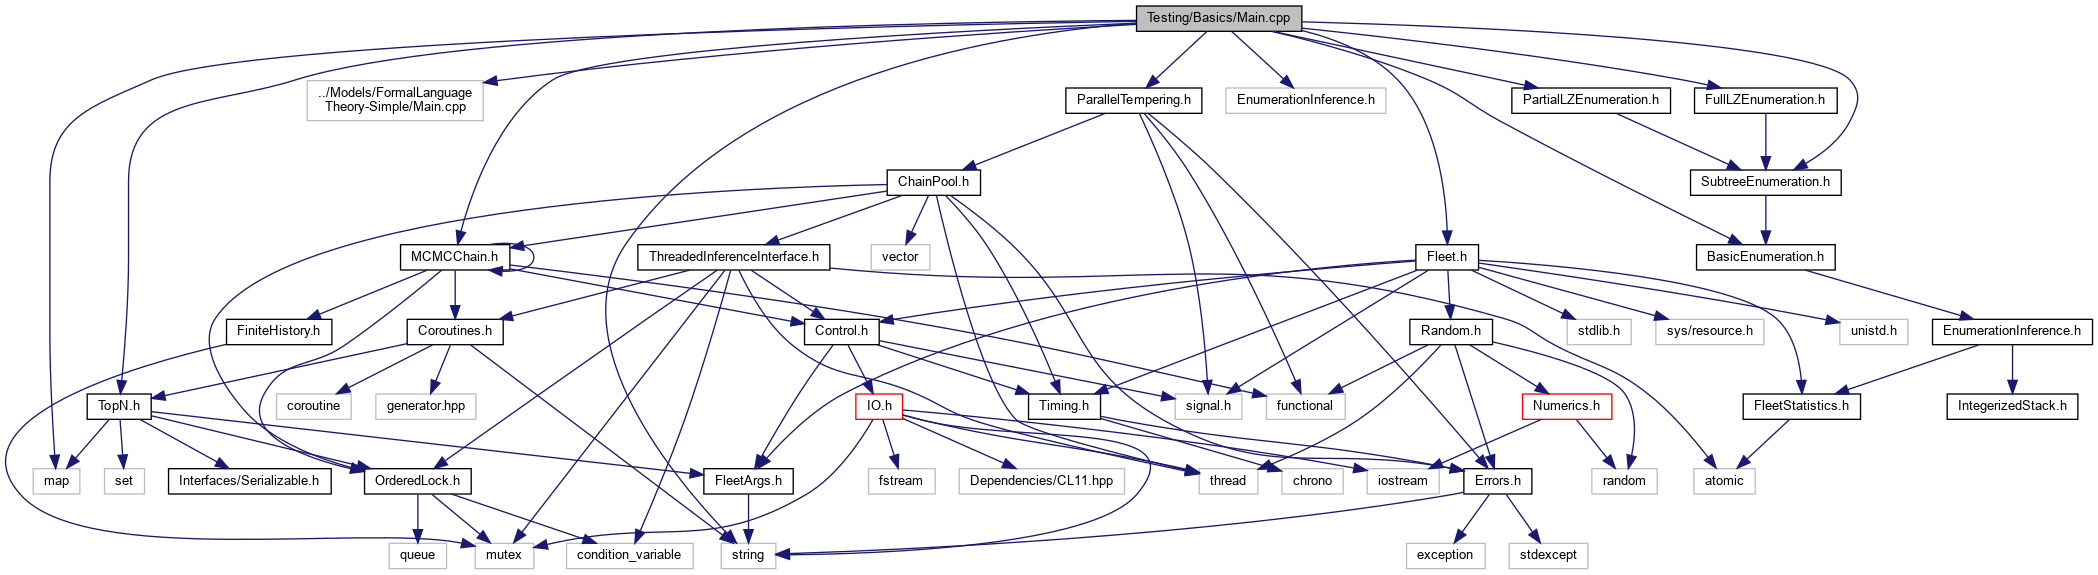 Testing/Basics/Main.cpp
../Models/FormalLanguage
Theory-Simple/Main.cpp
ParallelTempering.h
EnumerationInference.h
PartialLZEnumeration.h
FullLZEnumeration.h
ChainPool.h
SubtreeEnumeration.h
MCMCChain.h
ThreadedInferenceInterface.h
vector
Fleet.h
BasicEnumeration.h
FiniteHistory.h
Coroutines.h
Control.h
Random.h
stdlib.h
sys/resource.h
unistd.h
EnumerationInference.h
TopN.h
coroutine
generator.hpp
IO.h
Timing.h
signal.h
functional
Numerics.h
FleetStatistics.h
IntegerizedStack.h
map
set
Interfaces/Serializable.h
OrderedLock.h
FleetArgs.h
fstream
Dependencies/CL11.hpp
thread
chrono
iostream
Errors.h
random
atomic
queue
mutex
condition_variable
string
exception
stdexcept